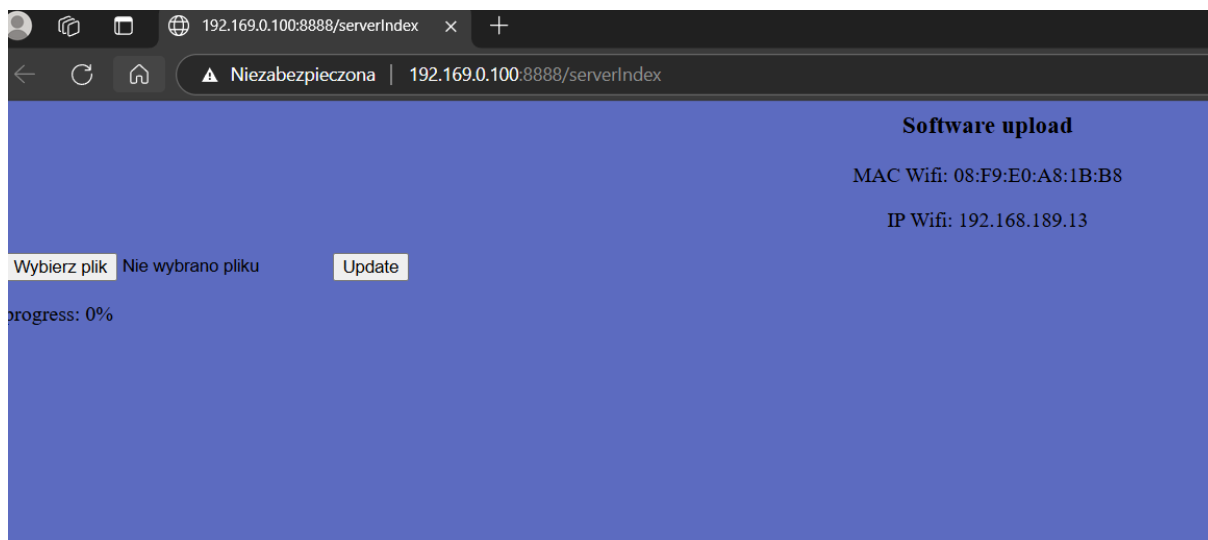 192.169.0.100:8888/serverIndex
Niezabezpieczona | 192.169.0.100:8888/serverIndex
Software upload
MAC Wifi: 08:F9:E0:A8:1B:B8
IP Wifi: 192.168.189.13
Wybierz plik Nie wybrano pliku Update
progress: 0%